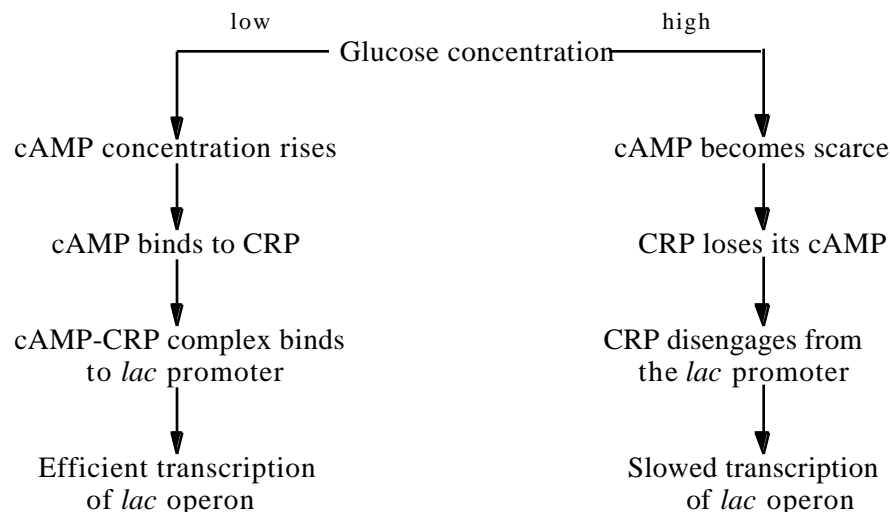 low
high
Glucose concentration
cAMP concentration rises
cAMP becomes scarce
cAMP binds to CRP
CRP loses its cAMP
cAMP-CRP complex binds
to lac promoter
CRP disengages from
the lac promoter
Efficient transcription
of lac operon
Slowed transcription
of lac operon